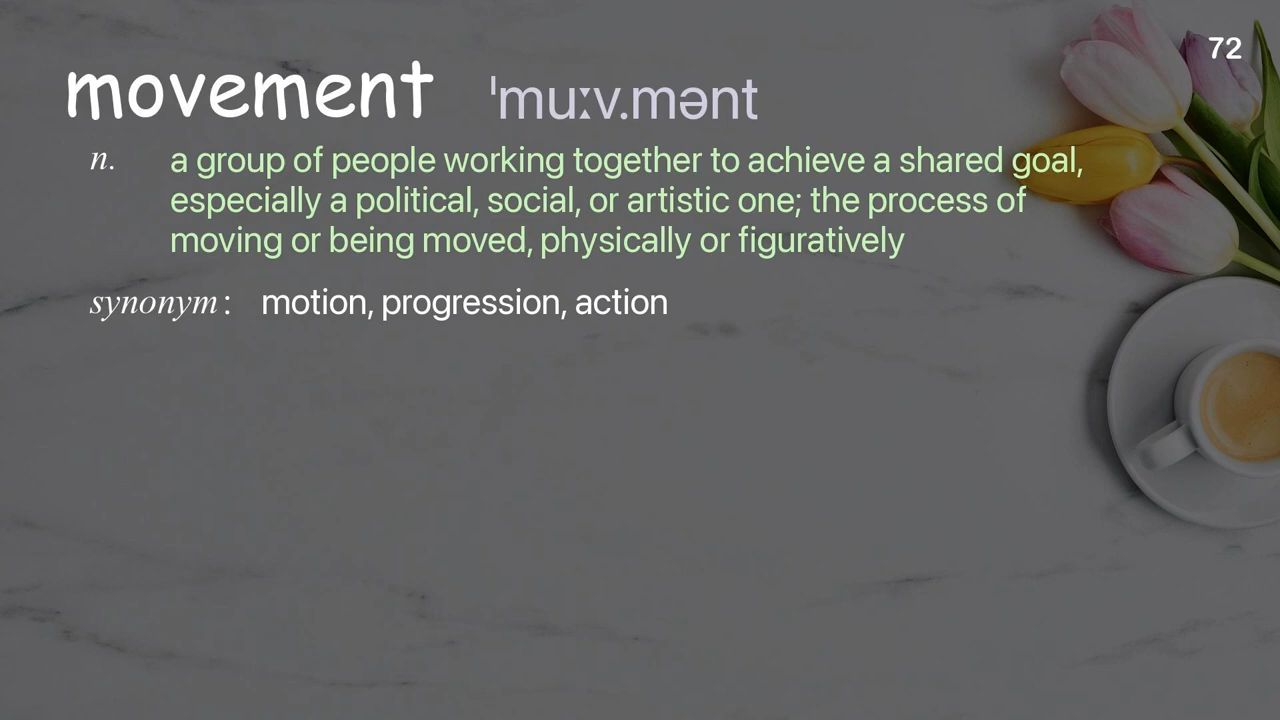 72
movement ˈmuːv.mənt
n. a group of people working together to achieve a shared goal,
especially a political, social, or artistic one; the process of
moving or being moved, physically or figuratively
synonym: motion, progression, action